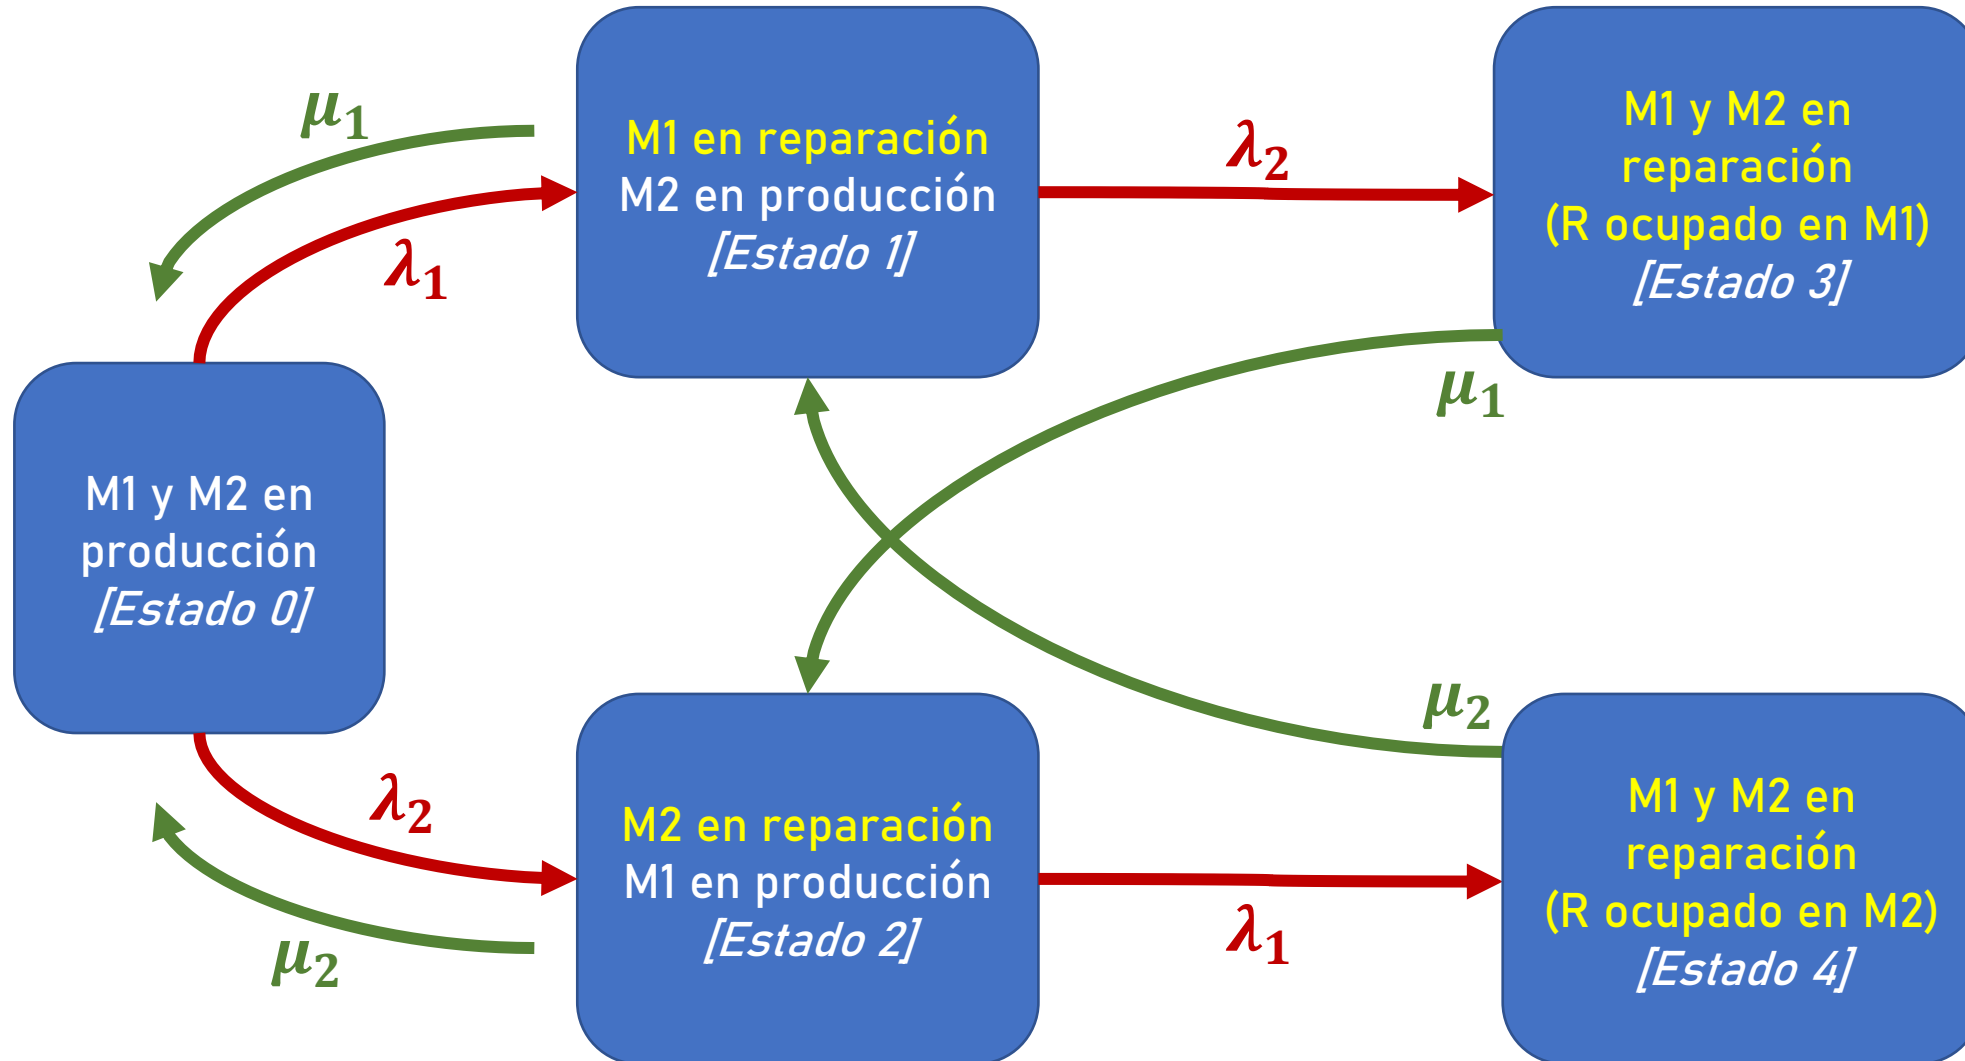 μ₁
λ₁
M1 en reparación
M2 en producción
[Estado 1]
λ₂
M1 y M2 en
reparación
(R ocupado en M1)
[Estado 3]
μ₁
M1 y M2 en
producción
[Estado 0]
λ₂
μ₂
M2 en reparación
M1 en producción
[Estado 2]
λ₁
μ₂
M1 y M2 en
reparación
(R ocupado en M2)
[Estado 4]